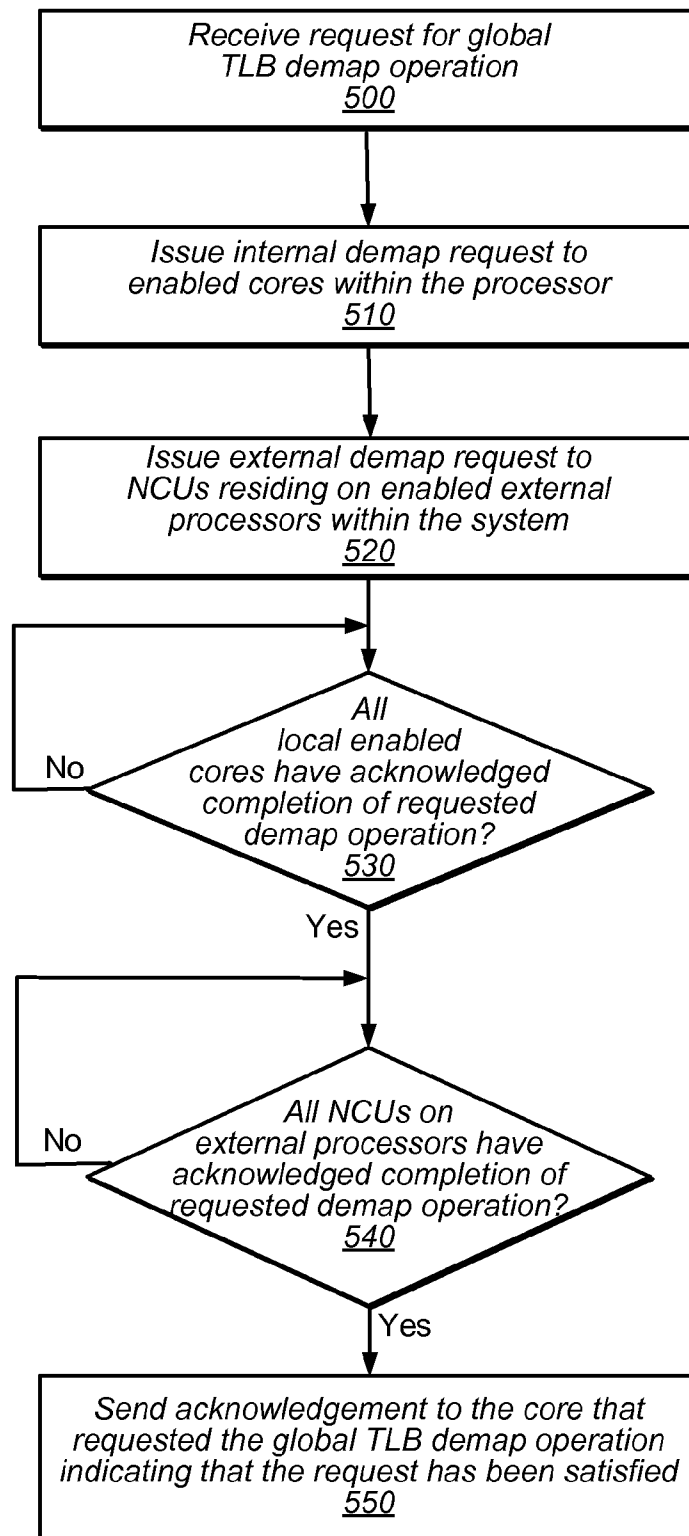 Receive request for global
TLB demap operation
500
Issue internal demap request to
enabled cores within the processor
510
Issue external demap request to
NCUs residing on enabled external
processors within the system
520
All
local enabled
cores have acknowledged
completion of requested
demap operation?
530
No
Yes
All NCUs on
external processors have
acknowledged completion of
requested demap operation?
540
No
Yes
Send acknowledgement to the core that
requested the global TLB demap operation
indicating that the request has been satisfied
550